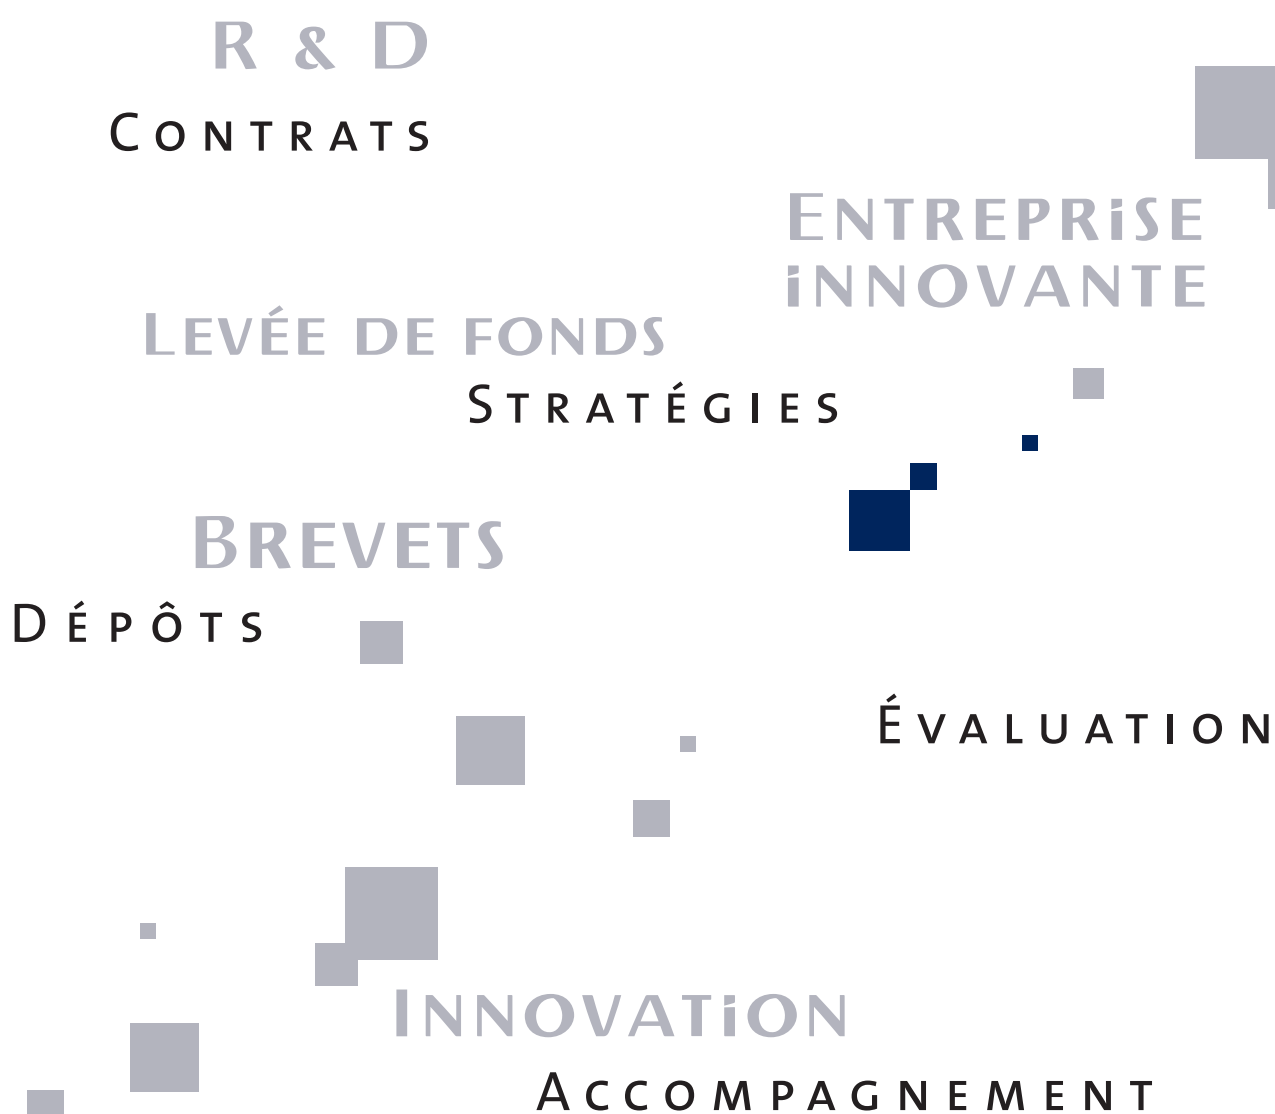 R & D
CONTRATS
ENTREPRiSE
iNNOVANTE
LEVÉE DE FONDS
STRATÉGIES
BREVETS
DÉPÔTS
ÉVALUATION
INNOVATiON
ACCOMPAGNEMENT